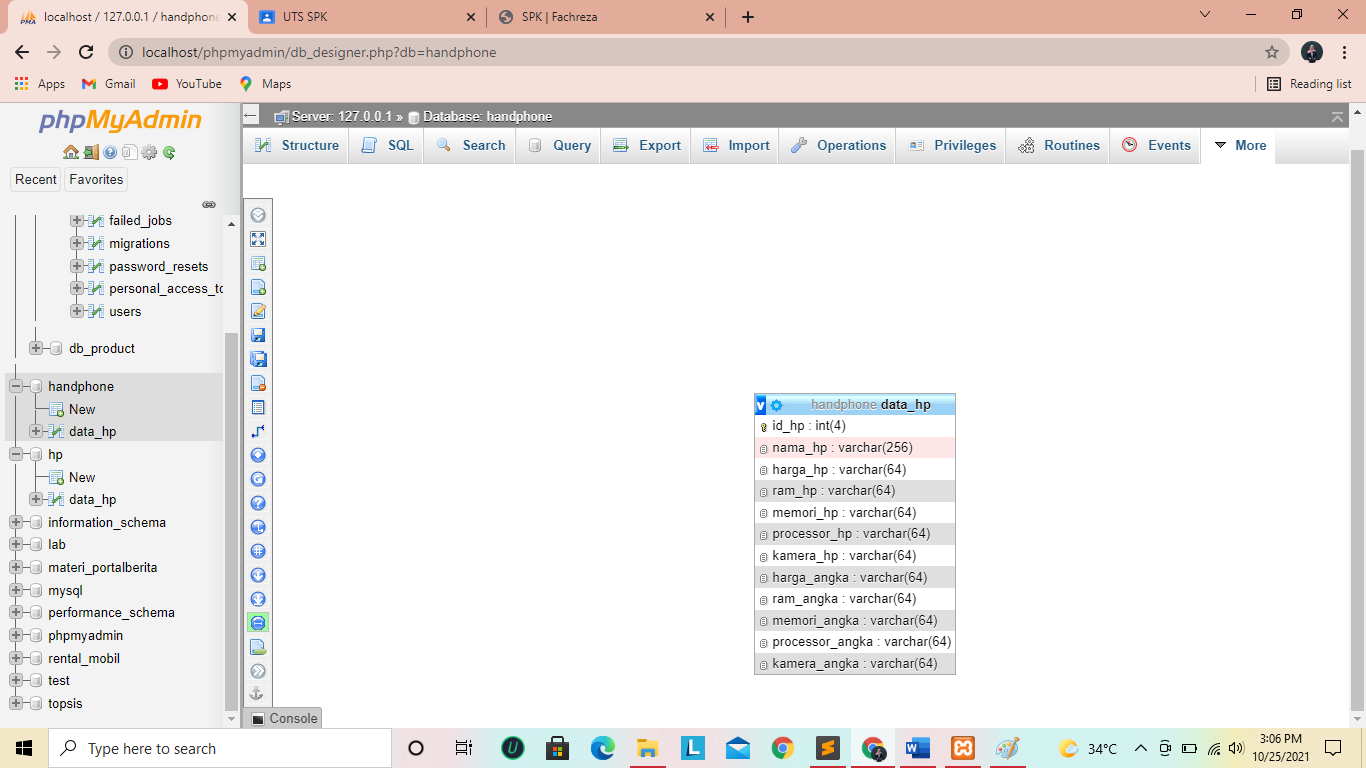 localhost / 127.0.0.1 / handphone
UTS SPK
SPK | Fachreza
localhost/phpmyadmin/db_designer.php?db=handphone
Apps
Gmail
YouTube
Maps
Reading list
phpMyAdmin
Recent
Favorites
failed_jobs
migrations
password_resets
personal_access_to
users
db_product
handphone
New
data_hp
hp
New
data_hp
information_schema
lab
materi_portalberita
mysql
performance_schema
phpmyadmin
rental_mobil
test
topsis
Server: 127.0.0.1 » Database: handphone
Structure
SQL
Search
Query
Export
Import
Operations
Privileges
Routines
Events
More
v handphone data_hp
id_hp : int(4)
nama_hp : varchar(256)
harga_hp : varchar(64)
ram_hp : varchar(64)
memori_hp : varchar(64)
processor_hp : varchar(64)
kamera_hp : varchar(64)
harga_angka : varchar(64)
ram_angka : varchar(64)
memori_angka : varchar(64)
processor_angka : varchar(64)
kamera_angka : varchar(64)
Console
Type here to search
34°C
3:06 PM
10/25/2021